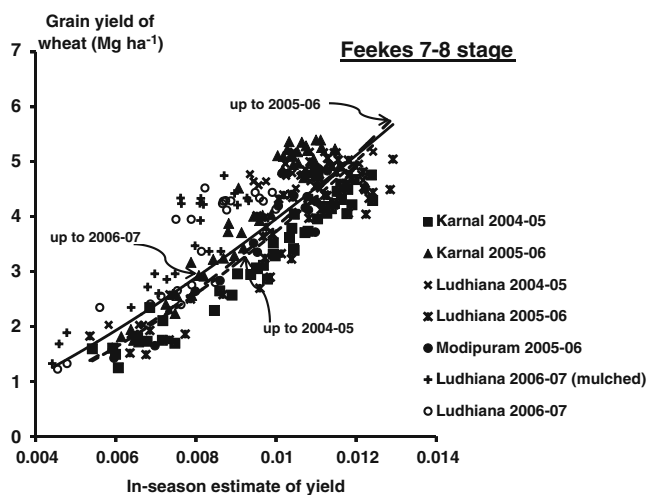 Grain yield of
wheat (Mg ha⁻¹)
Feekes 7-8 stage
7
6
5
4
3
2
1
0
up to 2005-06
up to 2006-07
up to 2004-05
Karnal 2004-05
Karnal 2005-06
Ludhiana 2004-05
Ludhiana 2005-06
Modipuram 2005-06
Ludhiana 2006-07 (mulched)
Ludhiana 2006-07
0.004 0.006 0.008 0.01 0.012 0.014
In-season estimate of yield